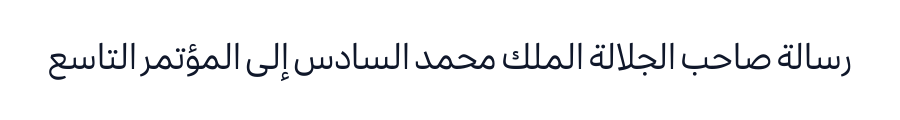 رسالة صاحب الجلالة الملك محمد السادس إلى المؤتمر التاسع